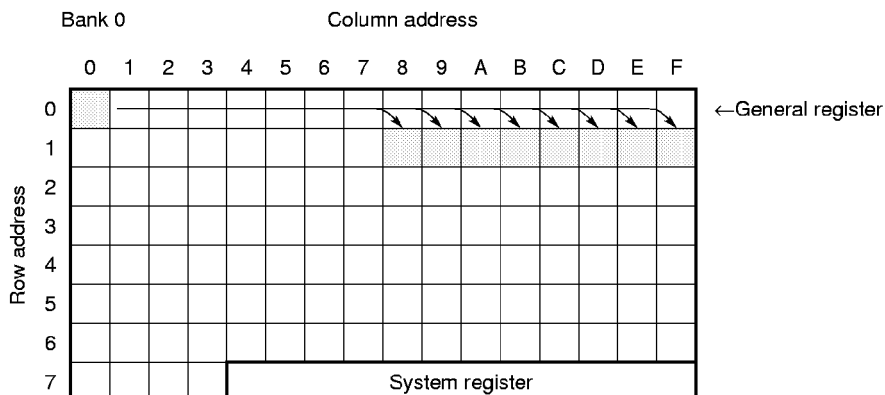 Bank 0 Column address
0 1 2 3 4 5 6 7 8 9 A B C D E F
0 ←General register
1
2
3
4
5
6
7 System register
Row address